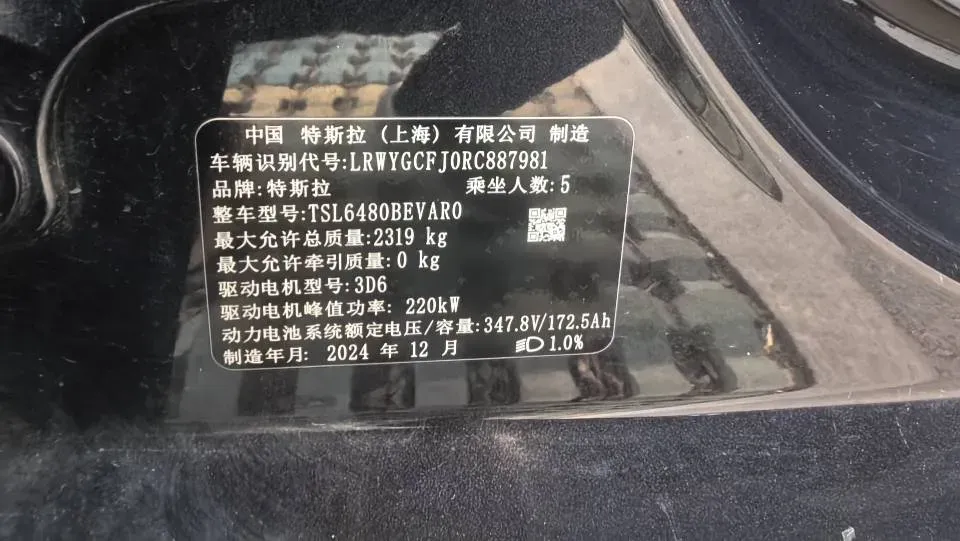 中国 特斯拉 (上海) 有限公司 制造
车辆识别代号:LRWYGCFJ0RC887981
品牌:特斯拉 乘坐人数:5
整车型号:TSL6480BEVAR0
最大允许总质量:2319 kg
最大允许牵引质量:0 kg
驱动电机型号:3D6
驱动电机峰值功率: 220kW
动力电池系统额定电压/容量:347.8V/172.5Ah
制造年月: 2024 年 12 月 1.0%